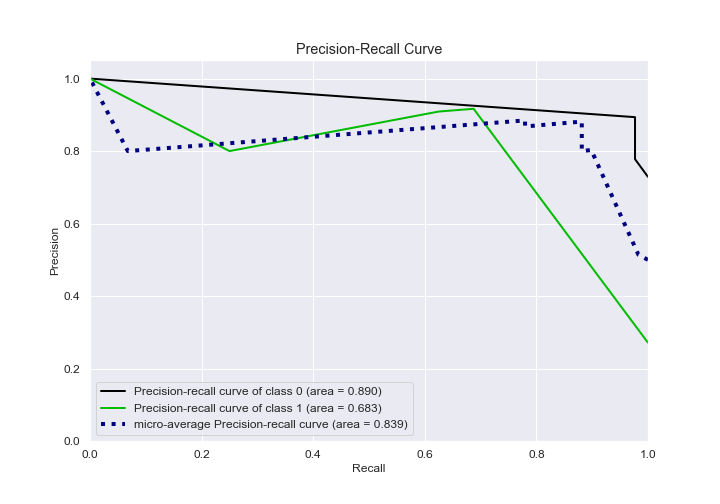 Precision-Recall Curve
1.0
0.8
0.6
0.4
0.2
0.0
Precision
Precision-recall curve of class 0 (area = 0.890)
Precision-recall curve of class 1 (area = 0.683)
micro-average Precision-recall curve (area = 0.839)
0.0 0.2 0.4 0.6 0.8 1.0
Recall